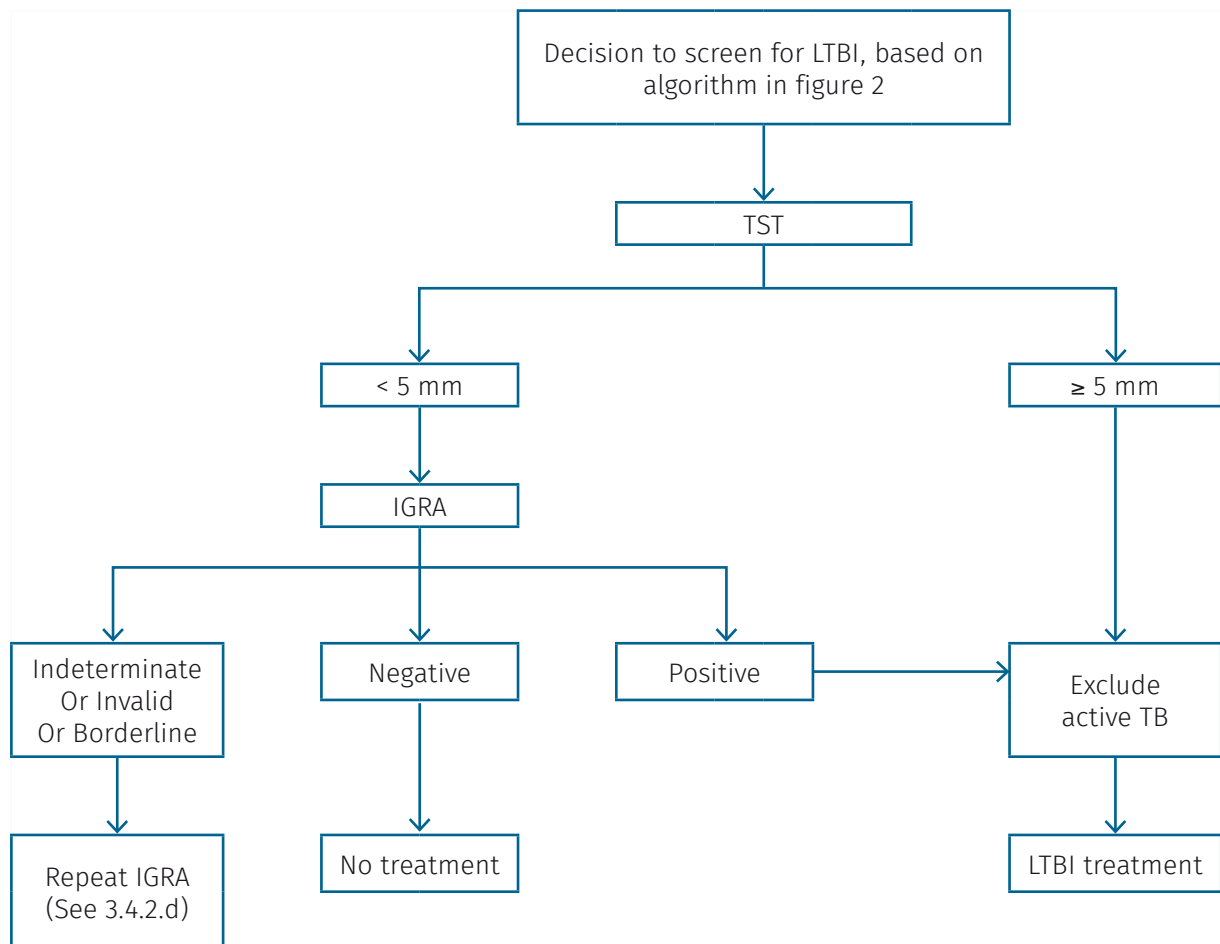 Decision to screen for LTBI, based on
algorithm in figure 2
TST
< 5 mm
≥ 5 mm
IGRA
Indeterminate
Or Invalid
Or Borderline
Negative
Positive
Exclude
active TB
Repeat IGRA
(See 3.4.2.d)
No treatment
LTBI treatment